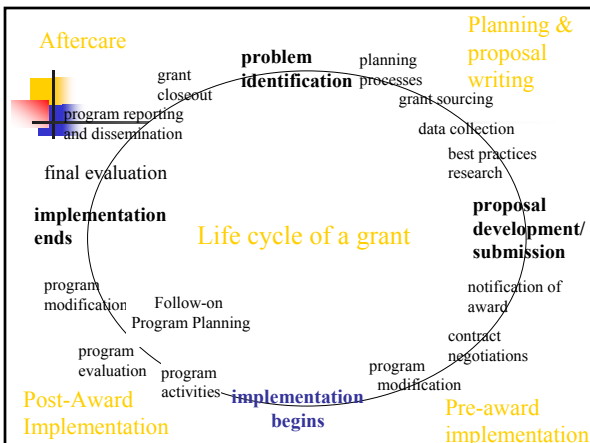 Aftercare
Planning &
proposal
writing
problem
identification
planning
processes
grant sourcing
data collection
best practices
research
proposal
development/
submission
notification of
award
contract
negotiations
program
modification
Pre-award
implementation
implementation
begins
program
activities
program
evaluation
Post-Award
Implementation
Follow-on
Program Planning
program
modification
implementation
ends
final evaluation
program reporting
and dissemination
grant
closeout
Life cycle of a grant